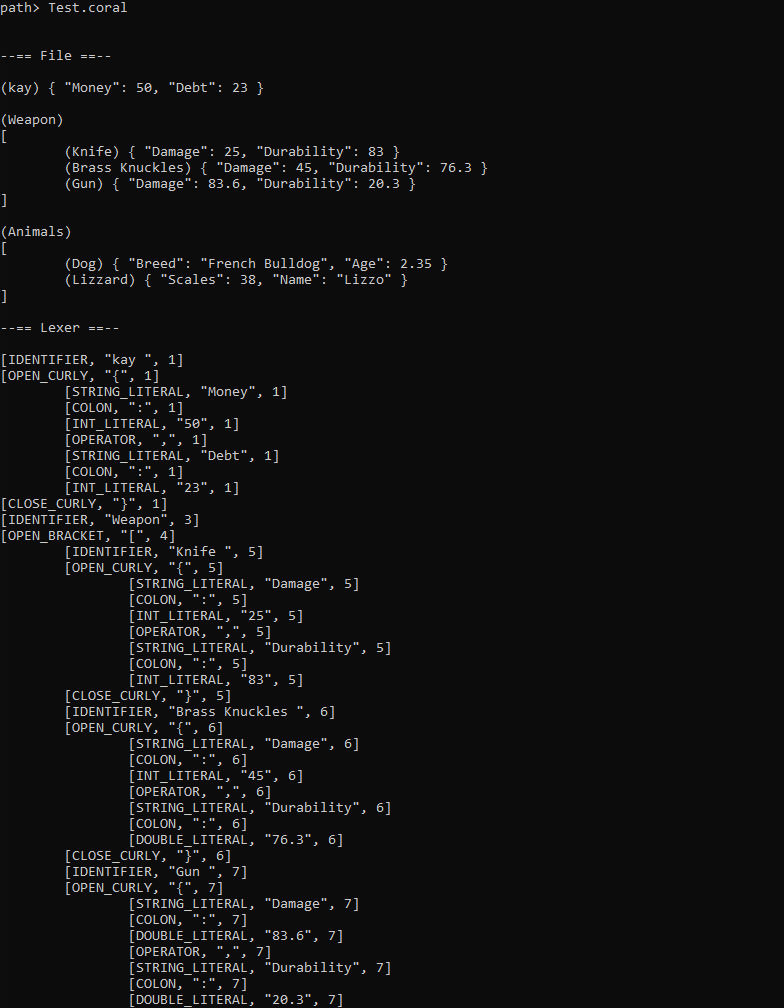 path> Test.coral
--== File ==--
(kay) { "Money": 50, "Debt": 23 }
(Weapon)
[
(Knife) { "Damage": 25, "Durability": 83 }
(Brass Knuckles) { "Damage": 45, "Durability": 76.3 }
(Gun) { "Damage": 83.6, "Durability": 20.3 }
]
(Animals)
[
(Dog) { "Breed": "French Bulldog", "Age": 2.35 }
(Lizzard) { "Scales": 38, "Name": "Lizzo" }
]
--== Lexer ==--
[IDENTIFIER, "kay ", 1]
[OPEN_CURLY, "{", 1]
[STRING_LITERAL, "Money", 1]
[COLON, ":", 1]
[INT_LITERAL, "50", 1]
[OPERATOR, ",", 1]
[STRING_LITERAL, "Debt", 1]
[COLON, ":", 1]
[INT_LITERAL, "23", 1]
[CLOSE_CURLY, "}", 1]
[IDENTIFIER, "Weapon", 3]
[OPEN_BRACKET, "[", 4]
[IDENTIFIER, "Knife ", 5]
[OPEN_CURLY, "{", 5]
[STRING_LITERAL, "Damage", 5]
[COLON, ":", 5]
[INT_LITERAL, "25", 5]
[OPERATOR, ",", 5]
[STRING_LITERAL, "Durability", 5]
[COLON, ":", 5]
[INT_LITERAL, "83", 5]
[CLOSE_CURLY, "}", 5]
[IDENTIFIER, "Brass Knuckles ", 6]
[OPEN_CURLY, "{", 6]
[STRING_LITERAL, "Damage", 6]
[COLON, ":", 6]
[INT_LITERAL, "45", 6]
[OPERATOR, ",", 6]
[STRING_LITERAL, "Durability", 6]
[COLON, ":", 6]
[DOUBLE_LITERAL, "76.3", 6]
[CLOSE_CURLY, "}", 6]
[IDENTIFIER, "Gun ", 7]
[OPEN_CURLY, "{", 7]
[STRING_LITERAL, "Damage", 7]
[COLON, ":", 7]
[DOUBLE_LITERAL, "83.6", 7]
[OPERATOR, ",", 7]
[STRING_LITERAL, "Durability", 7]
[COLON, ":", 7]
[DOUBLE_LITERAL, "20.3", 7]